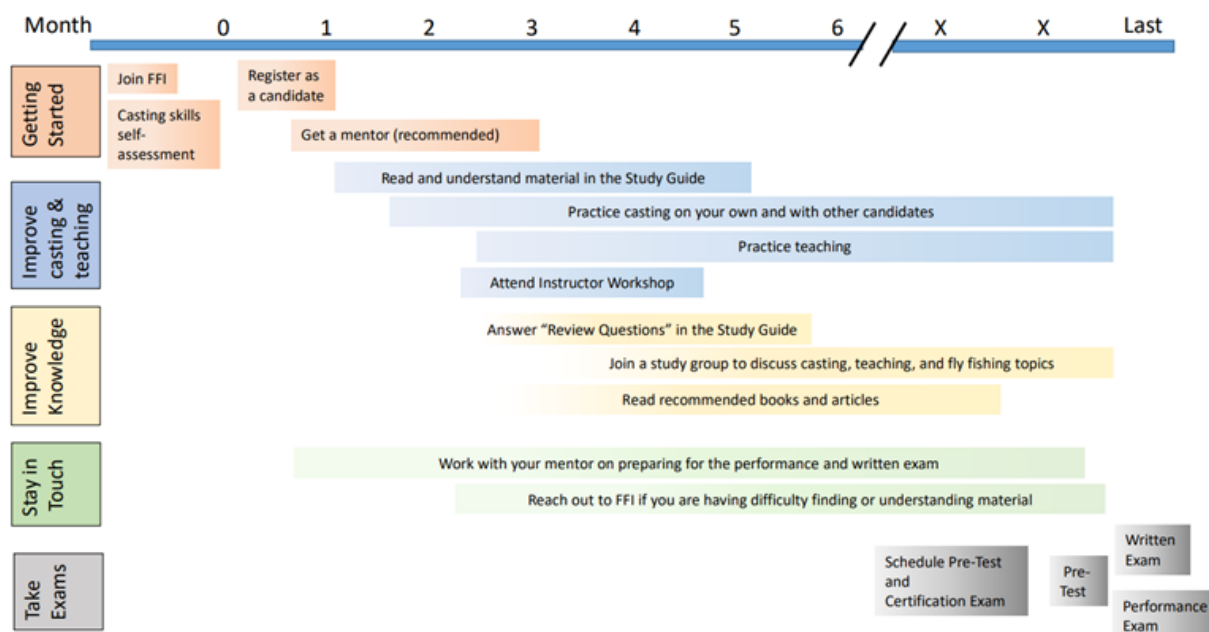 Month 0 1 2 3 4 5 6 X X Last
Getting
Started
Join FFI
Casting skills
self-
assessment
Register as
a candidate
Get a mentor (recommended)
Improve
casting &
teaching
Read and understand material in the Study Guide
Practice casting on your own and with other candidates
Practice teaching
Attend Instructor Workshop
Improve
Knowledge
Answer “Review Questions” in the Study Guide
Join a study group to discuss casting, teaching, and fly fishing topics
Read recommended books and articles
Stay in
Touch
Work with your mentor on preparing for the performance and written exam
Reach out to FFI if you are having difficulty finding or understanding material
Take
Exams
Schedule Pre-Test
and
Certification Exam
Pre-
Test
Written
Exam
Performance
Exam